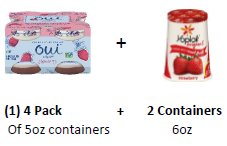 oui
+
Yoplait
(1) 4 Pack + 2 Containers
Of 5oz containers 6oz